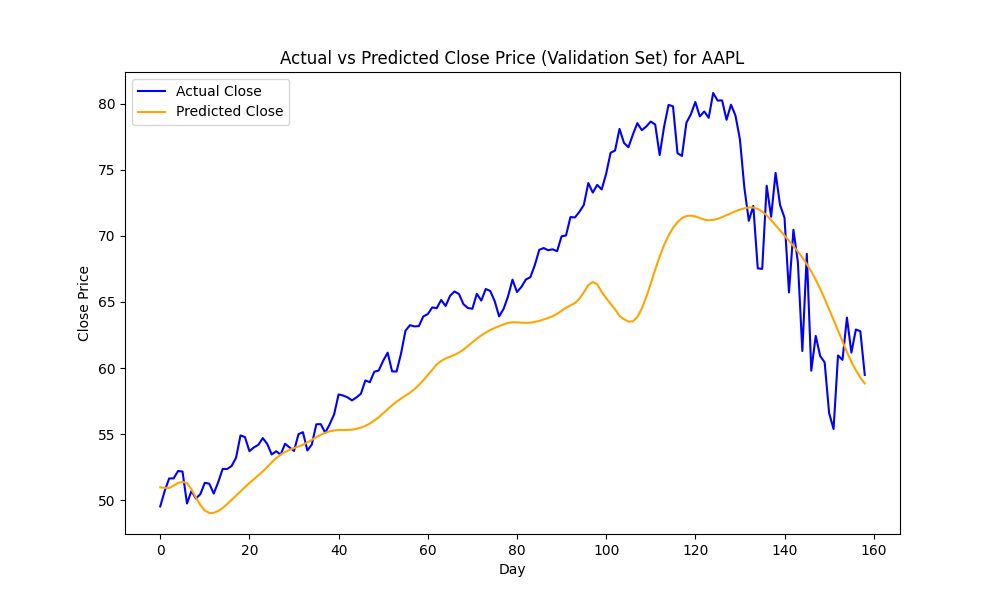 Actual vs Predicted Close Price (Validation Set) for AAPL
Actual Close
Predicted Close
80
75
70
65
60
55
50
Close Price
0 20 40 60 80 100 120 140 160
Day